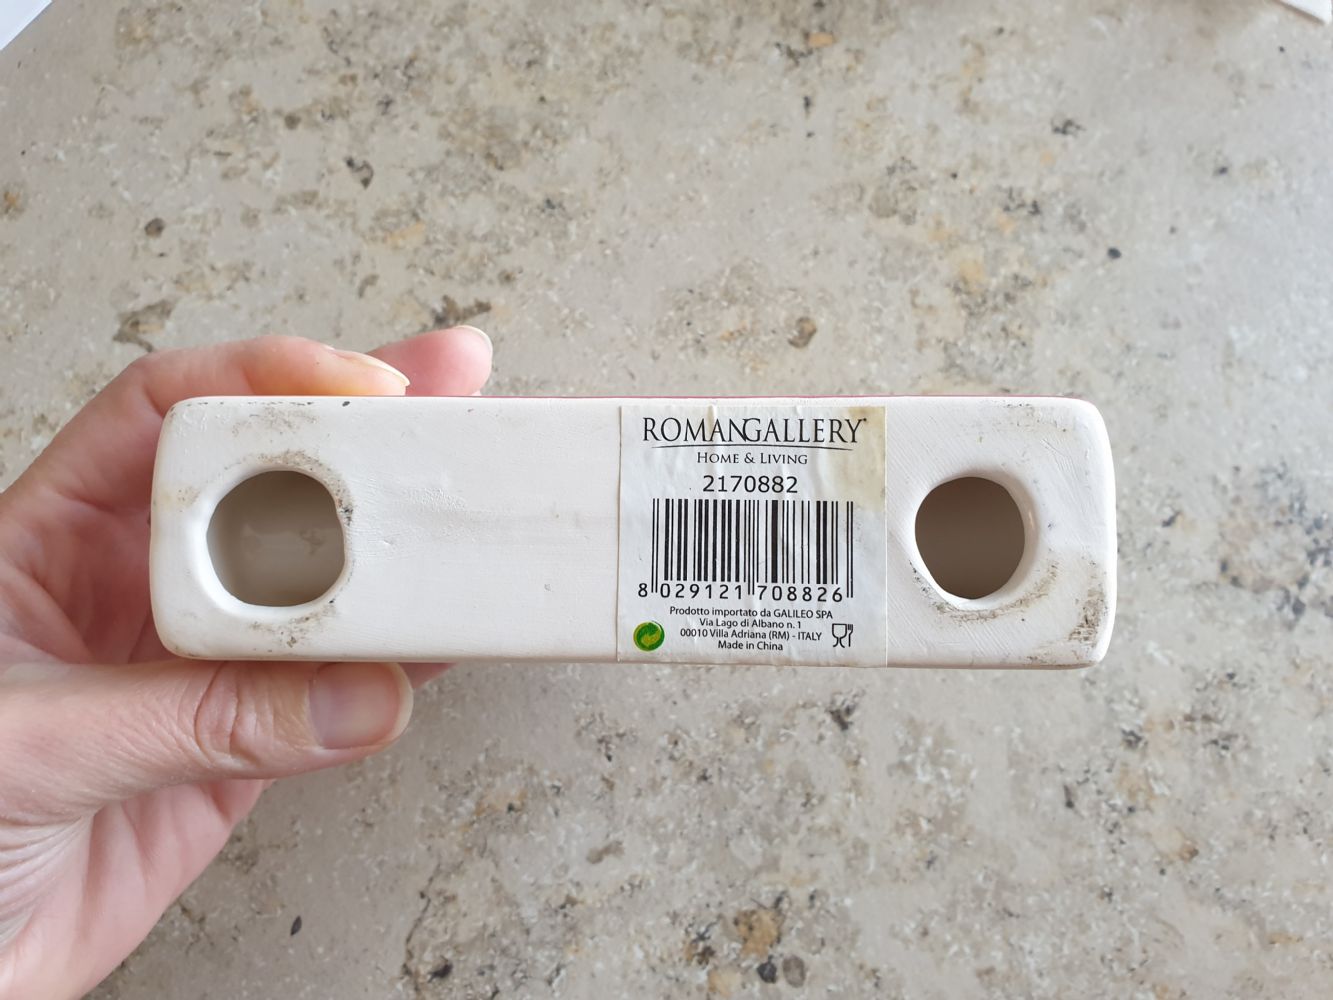 ROMANGALLERY
HOME & LIVING
2170882
8 029121 708826
Prodotto importato da GALILEO SPA
Via Lago di Albano n. 1
00010 Villa Adriana (RM) - ITALY
Made in China